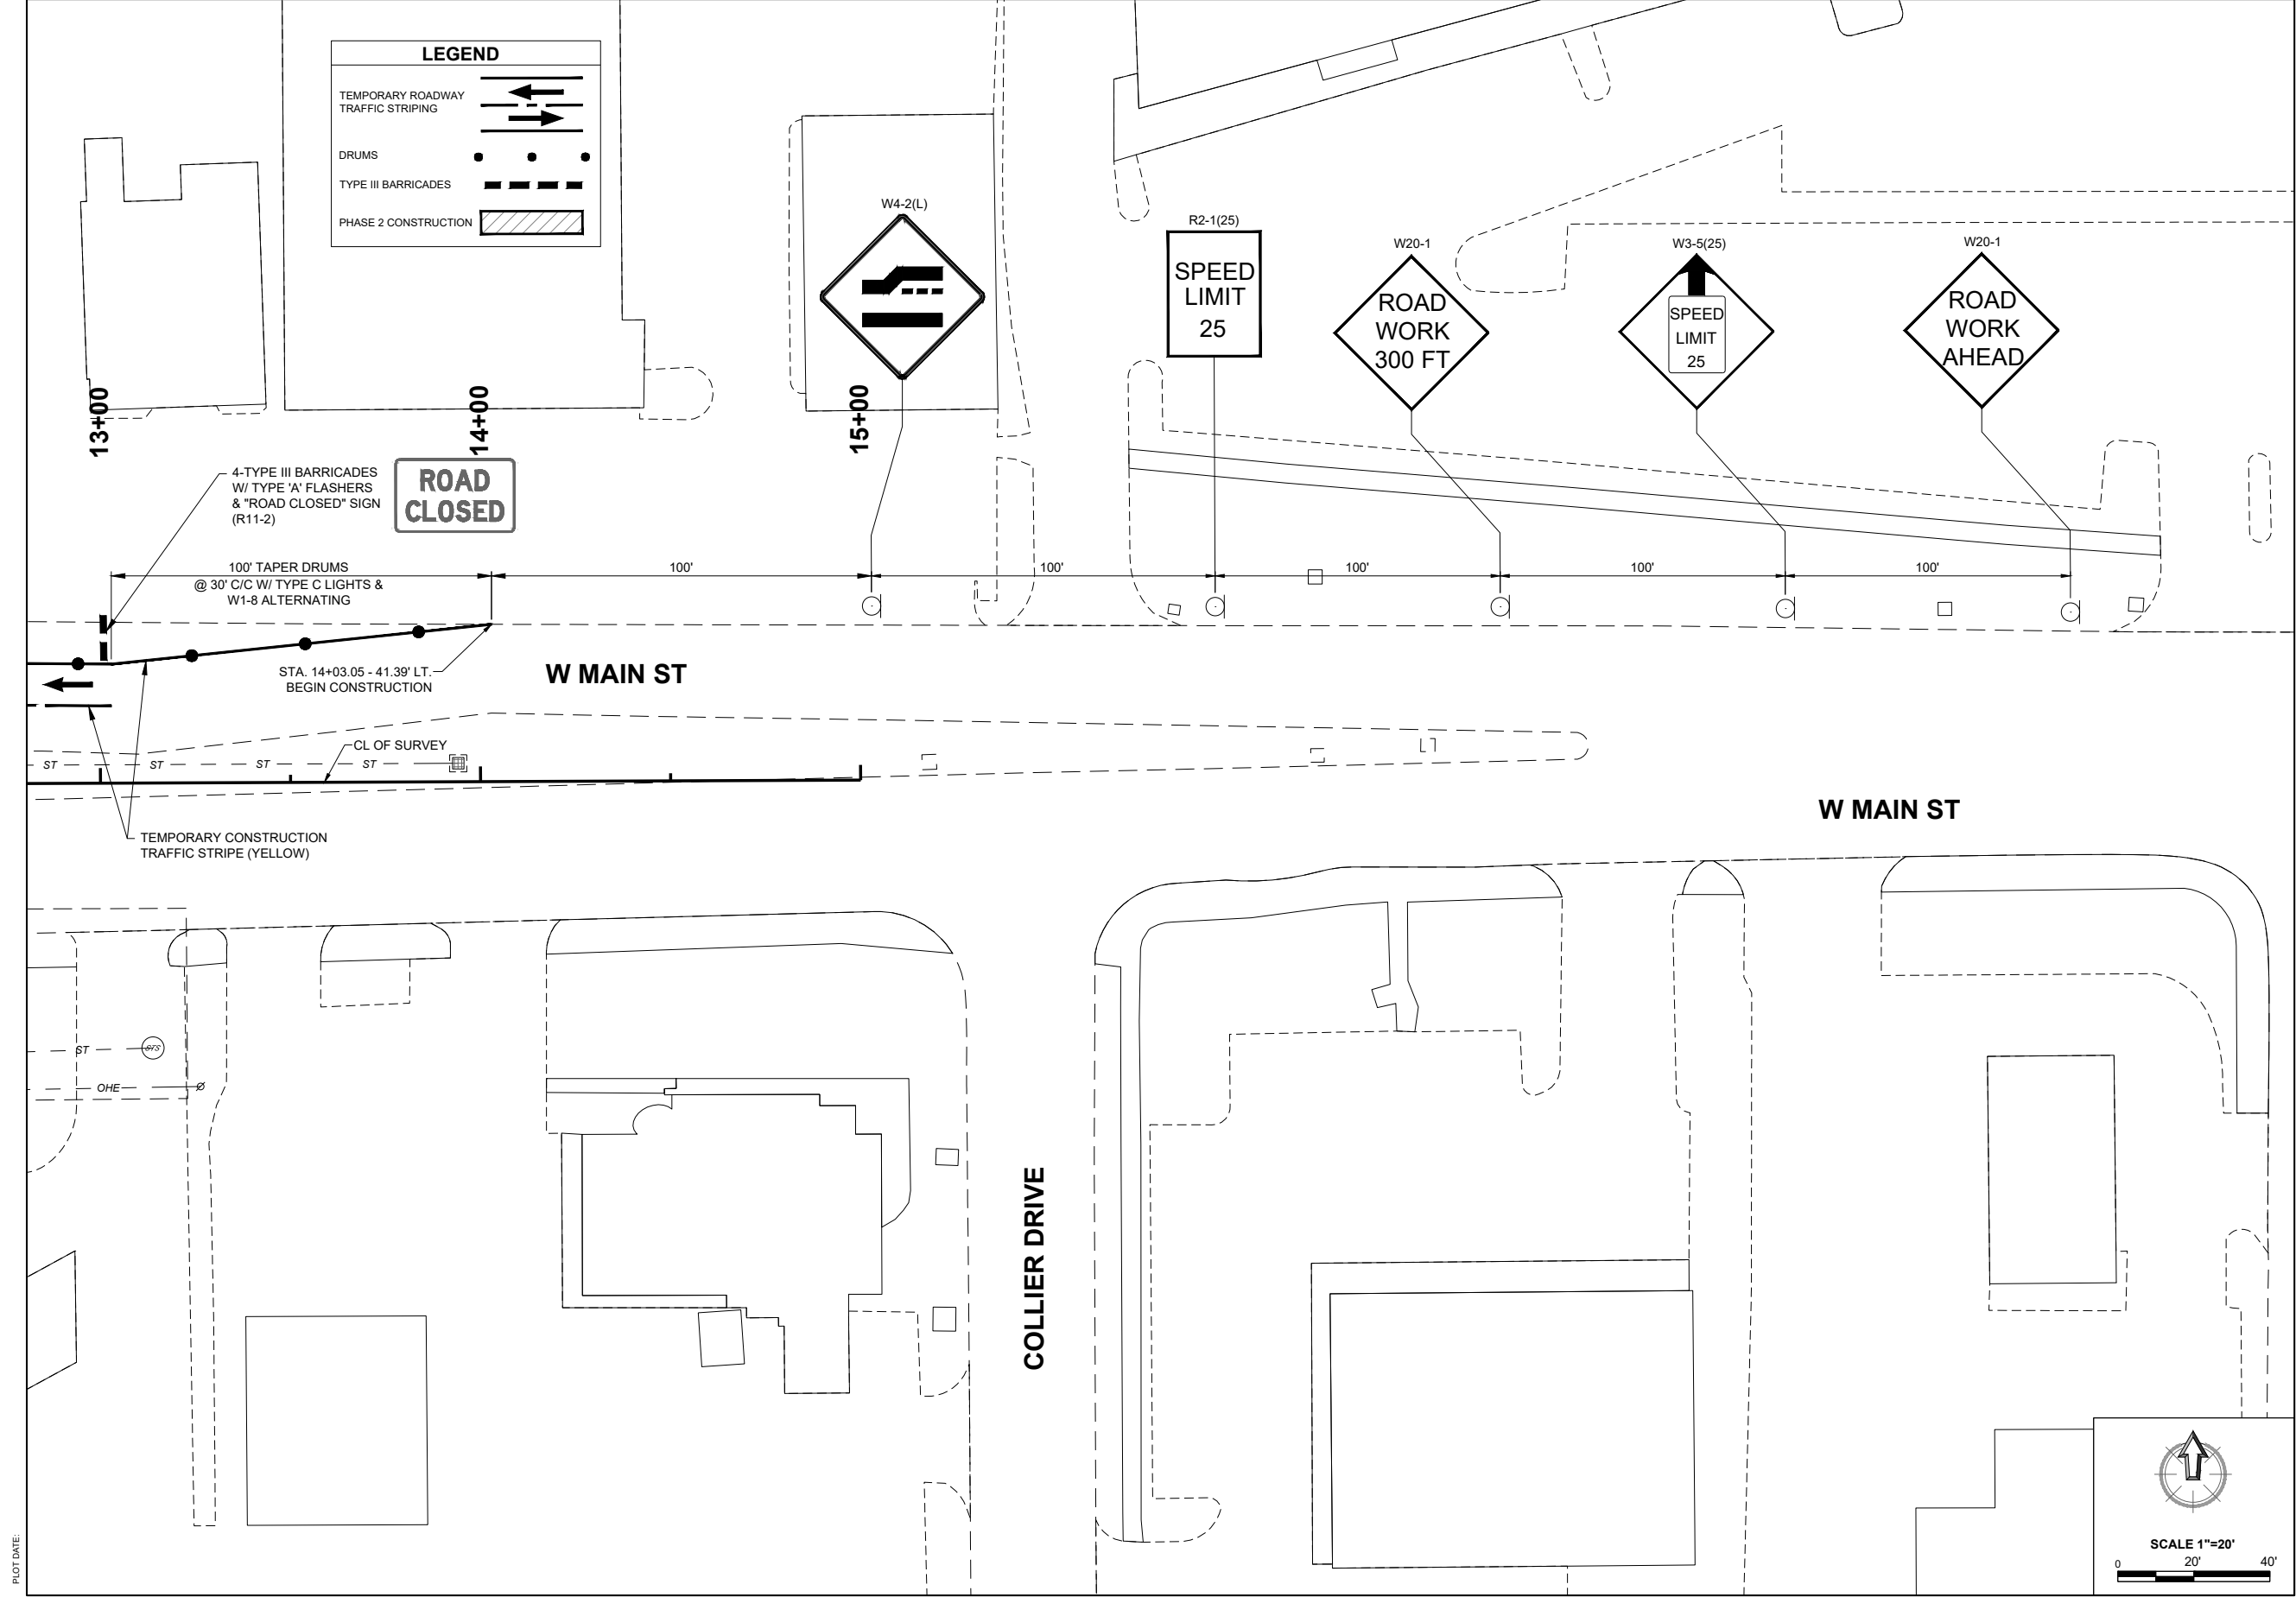 LEGEND
TEMPORARY ROADWAY
TRAFFIC STRIPING
DRUMS
TYPE III BARRICADES
PHASE 2 CONSTRUCTION
W4-2(L)
R2-1(25)
SPEED
LIMIT
25
W20-1
ROAD
WORK
300 FT
W3-5(25)
SPEED
LIMIT
25
W20-1
ROAD
WORK
AHEAD
13+00
14+00
15+00
4-TYPE III BARRICADES
W/ TYPE 'A' FLASHERS
& "ROAD CLOSED" SIGN
(R11-2)
ROAD
CLOSED
100' TAPER DRUMS
@ 30' C/C W/ TYPE C LIGHTS &
W1-8 ALTERNATING
100'
100'
100'
100'
100'
STA. 14+03.05 - 41.39' LT.
BEGIN CONSTRUCTION
W MAIN ST
CL OF SURVEY
ST
ST
ST
ST
W MAIN ST
TEMPORARY CONSTRUCTION
TRAFFIC STRIPE (YELLOW)
ST
STS
OHE
COLLIER DRIVE
SCALE 1"=20'
0 20' 40'
PLOT DATE: